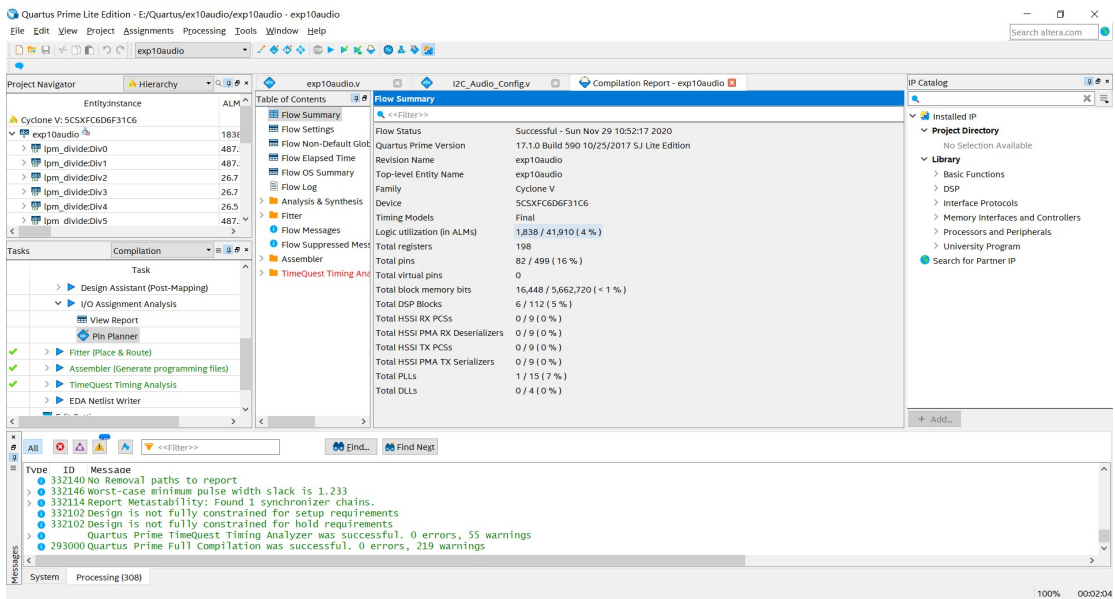 Quartus Prime Lite Edition - E:/Quartus/ex10audio/exp10audio - exp10audio
File Edit View Project Assignments Processing Tools Window Help
Search altera.com
exp10audio
Project Navigator
Hierarchy
Entity:Instance
ALM
Cyclone V: 5CSXFC6D6F31C6
exp10audio
1838
lpm_divide:Div0
487.
lpm_divide:Div1
487.
lpm_divide:Div2
26.7
lpm_divide:Div3
26.7
lpm_divide:Div4
26.5
lpm_divide:Div5
487.
Tasks
Compilation
Task
Design Assistant (Post-Mapping)
I/O Assignment Analysis
View Report
Pin Planner
Fitter (Place & Route)
Assembler (Generate programming files)
TimeQuest Timing Analysis
EDA Netlist Writer
exp10audio.v
I2C_Audio_Config.v
Compilation Report - exp10audio
Table of Contents
Flow Summary
Flow Settings
Flow Non-Default Glob
Flow Elapsed Time
Flow OS Summary
Flow Log
Analysis & Synthesis
Fitter
Flow Messages
Flow Suppressed Mess
Assembler
TimeQuest Timing Ana
Flow Summary
<<Filter>>
Flow Status Successful - Sun Nov 29 10:52:17 2020
Quartus Prime Version 17.1.0 Build 590 10/25/2017 SJ Lite Edition
Revision Name exp10audio
Top-level Entity Name exp10audio
Family Cyclone V
Device 5CSXFC6D6F31C6
Timing Models Final
Logic utilization (in ALMs) 1,838 / 41,910 ( 4 % )
Total registers 198
Total pins 82 / 499 ( 16 % )
Total virtual pins 0
Total block memory bits 16,448 / 5,662,720 ( < 1 % )
Total DSP Blocks 6 / 112 ( 5 % )
Total HSSI RX PCSs 0 / 9 ( 0 % )
Total HSSI PMA RX Deserializers 0 / 9 ( 0 % )
Total HSSI TX PCSs 0 / 9 ( 0 % )
Total HSSI PMA TX Serializers 0 / 9 ( 0 % )
Total PLLs 1 / 15 ( 7 % )
Total DLLs 0 / 4 ( 0 % )
IP Catalog
Installed IP
Project Directory
No Selection Available
Library
Basic Functions
DSP
Interface Protocols
Memory Interfaces and Controllers
Processors and Peripherals
University Program
Search for Partner IP
+ Add...
All
<<Filter>>
Find...
Find Next
Type ID Message
332140 No Removal paths to report
332146 Worst-case minimum pulse width slack is 1.233
332114 Report Metastability: Found 1 synchronizer chains.
332102 Design is not fully constrained for setup requirements
332102 Design is not fully constrained for hold requirements
Quartus Prime TimeQuest Timing Analyzer was successful. 0 errors, 55 warnings
293000 Quartus Prime Full Compilation was successful. 0 errors, 219 warnings
Messages
System
Processing (308)
100% 00:02:04